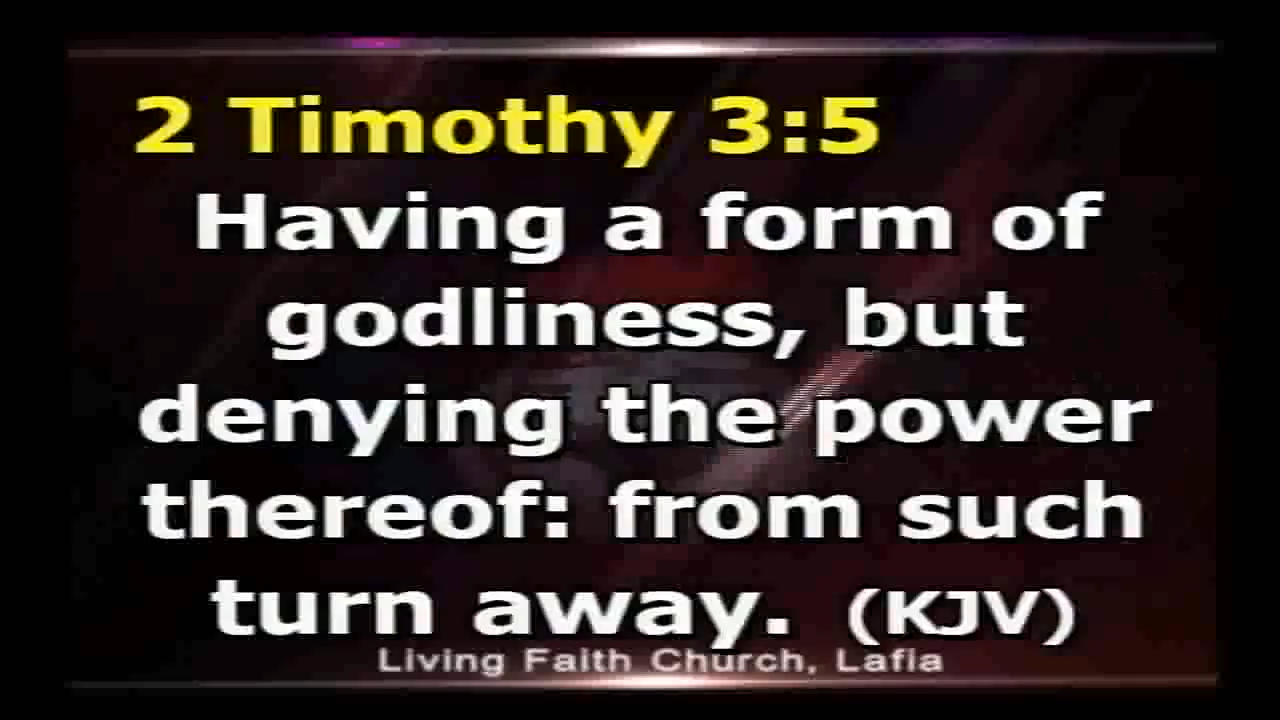 2 Timothy 3:5
Having a form of
godliness, but
denying the power
thereof: from such
turn away. (KJV)
Living Faith Church, Lafia